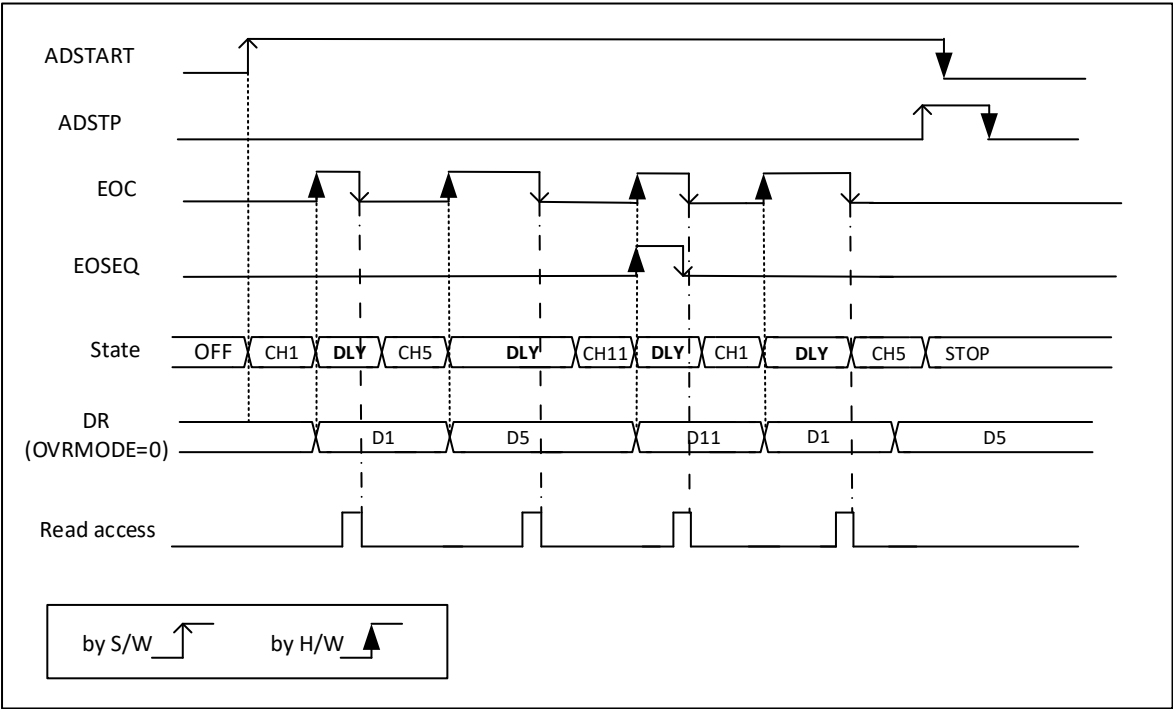 ADSTART
ADSTP
EOC
EOSEQ
State OFF CH1 DLY CH5 DLY CH11 DLY CH1 DLY CH5 STOP
DR
(OVRMODE=0) D1 D5 D11 D1 D5
Read access
by S/W by H/W